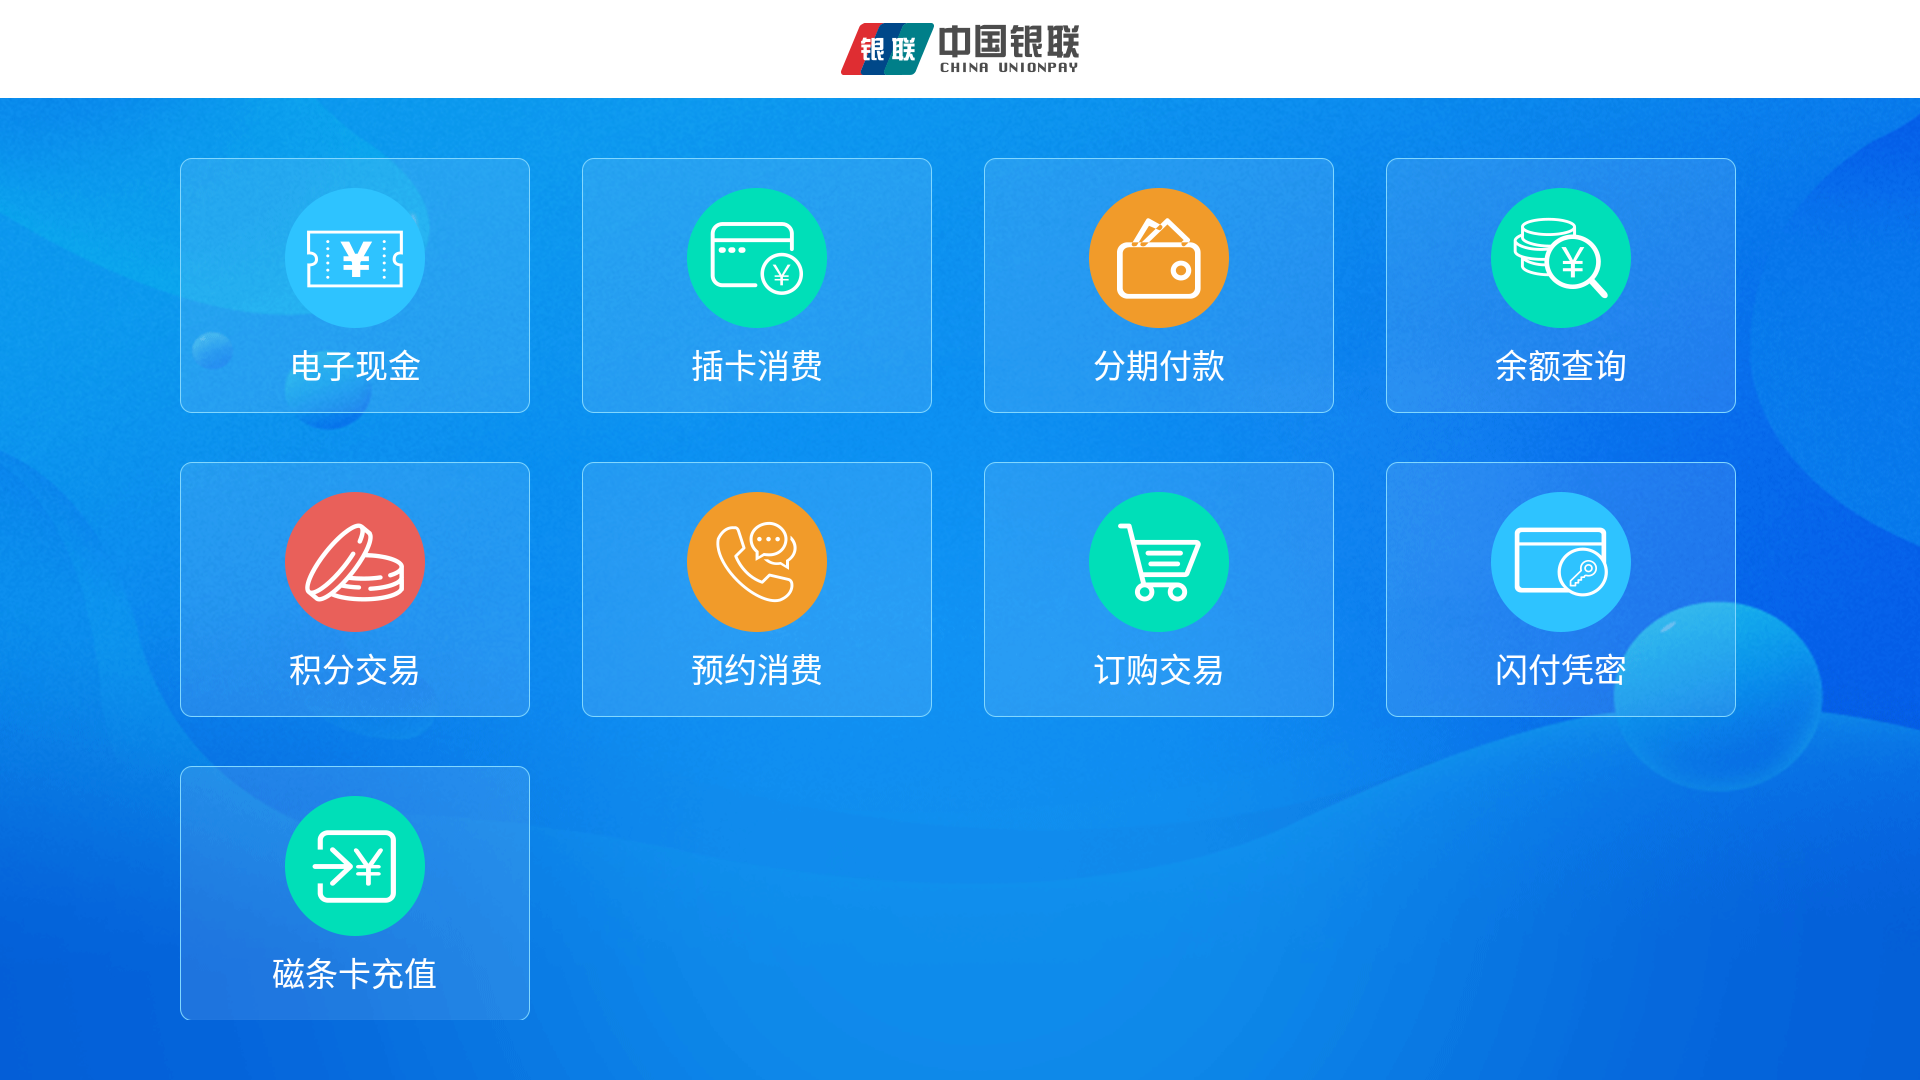 银联 中国银联
CHINA UNIONPAY
电子现金
插卡消费
分期付款
余额查询
积分交易
预约消费
订购交易
闪付凭密
磁条卡充值